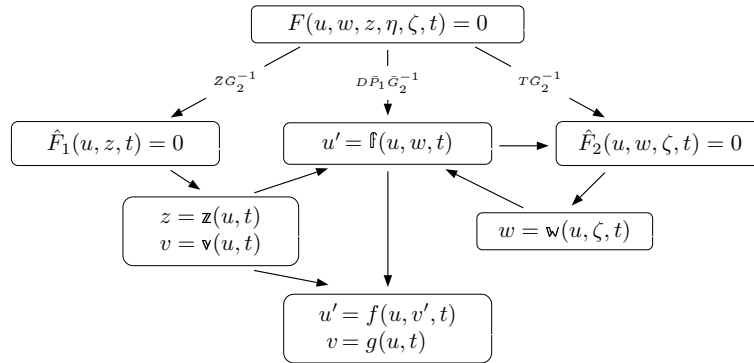 F(u, w, z, η, ζ, t) = 0
ZG₂⁻¹ DP̄₁Ḡ₂⁻¹ TG₂⁻¹
F̂₁(u, z, t) = 0 u′ = 𝕗(u, w, t) F̂₂(u, w, ζ, t) = 0
z = 𝕫(u, t)
v = 𝕧(u, t)
w = 𝕨(u, ζ, t)
u′ = f(u, v′, t)
v = g(u, t)